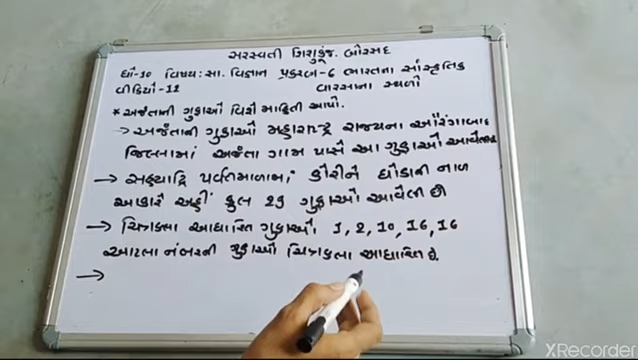 સરસ્વતી શિશુકુંજ, બોરસદ
ધો-10 વિષય: સા. વિજ્ઞાન પ્રકરણ-6 ભારતના સાંસ્કૃતિક
વીડિયો-11 વારસાના સ્થળો
* અજંતાની ગુફાઓ વિશે માહિતી આપો.
→ અજંતાની ગુફાઓ મહારાષ્ટ્ર રાજ્યના ઔરંગાબાદ
જિલ્લામાં અજંતા ગામ પાસે આ ગુફાઓ આવેલ
→ સહ્યાદ્રિ પર્વતમાળામાં કોરીને ઘોડાની નાળ
આકારે અહીં કુલ 29 ગુફાઓ આવેલી છે
→ ચિત્રકલા આધારિત ગુફાઓ 1, 2, 10, 16, 16
આટલા નંબરની ગુફાઓ ચિત્રકલા આધારિત છે.
→
XRecorder